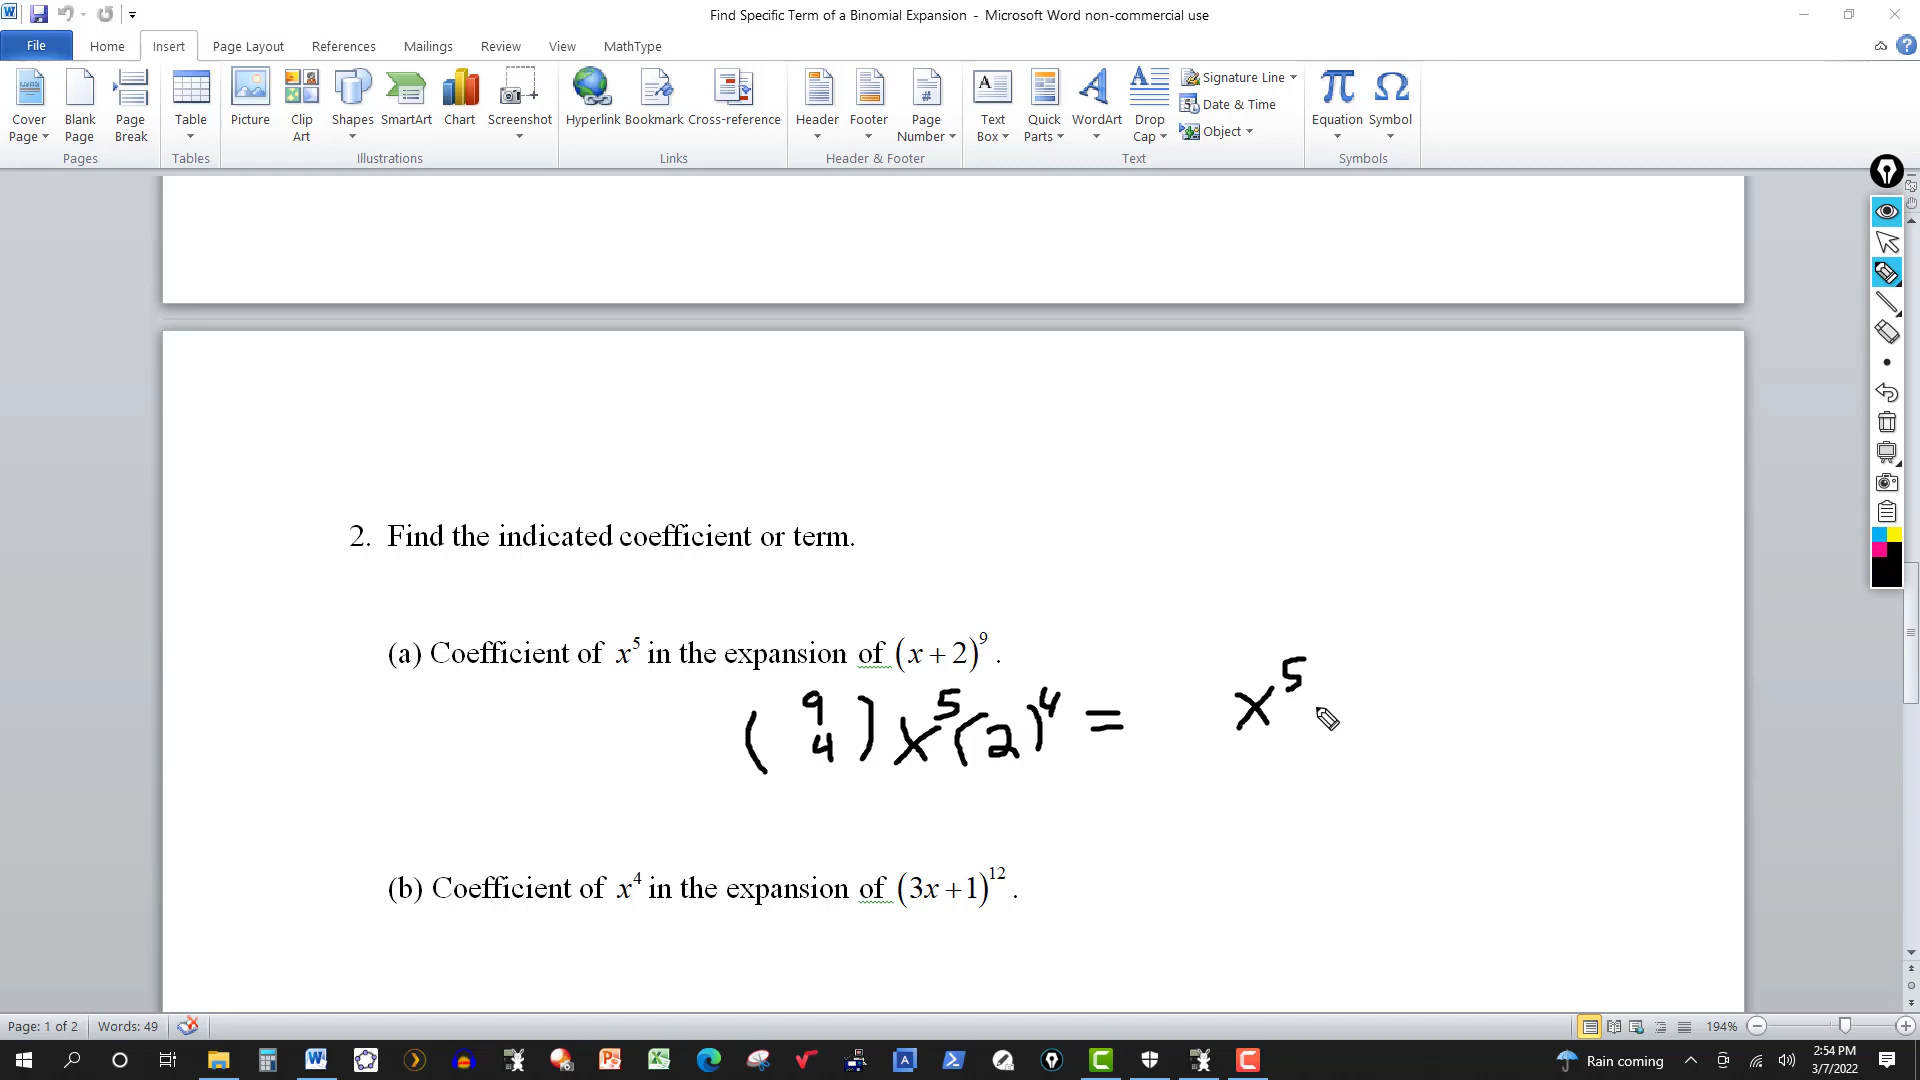 Find Specific Term of a Binomial Expansion - Microsoft Word non-commercial use
File Home Insert Page Layout References Mailings Review View MathType
Cover Page Blank Page Page Break Table Picture Clip Art Shapes SmartArt Chart Screenshot Hyperlink Bookmark Cross-reference Header Footer Page Number Text Box Quick Parts WordArt Drop Cap Signature Line Date & Time Object Equation Symbol
Pages Tables Illustrations Links Header & Footer Text Symbols
2. Find the indicated coefficient or term.
(a) Coefficient of x^5 in the expansion of (x+2)^9.
(9 4) x^5 (2)^4 = x^5
(b) Coefficient of x^4 in the expansion of (3x+1)^12.
Page: 1 of 2 Words: 49 194%
Rain coming 2:54 PM
3/7/2022